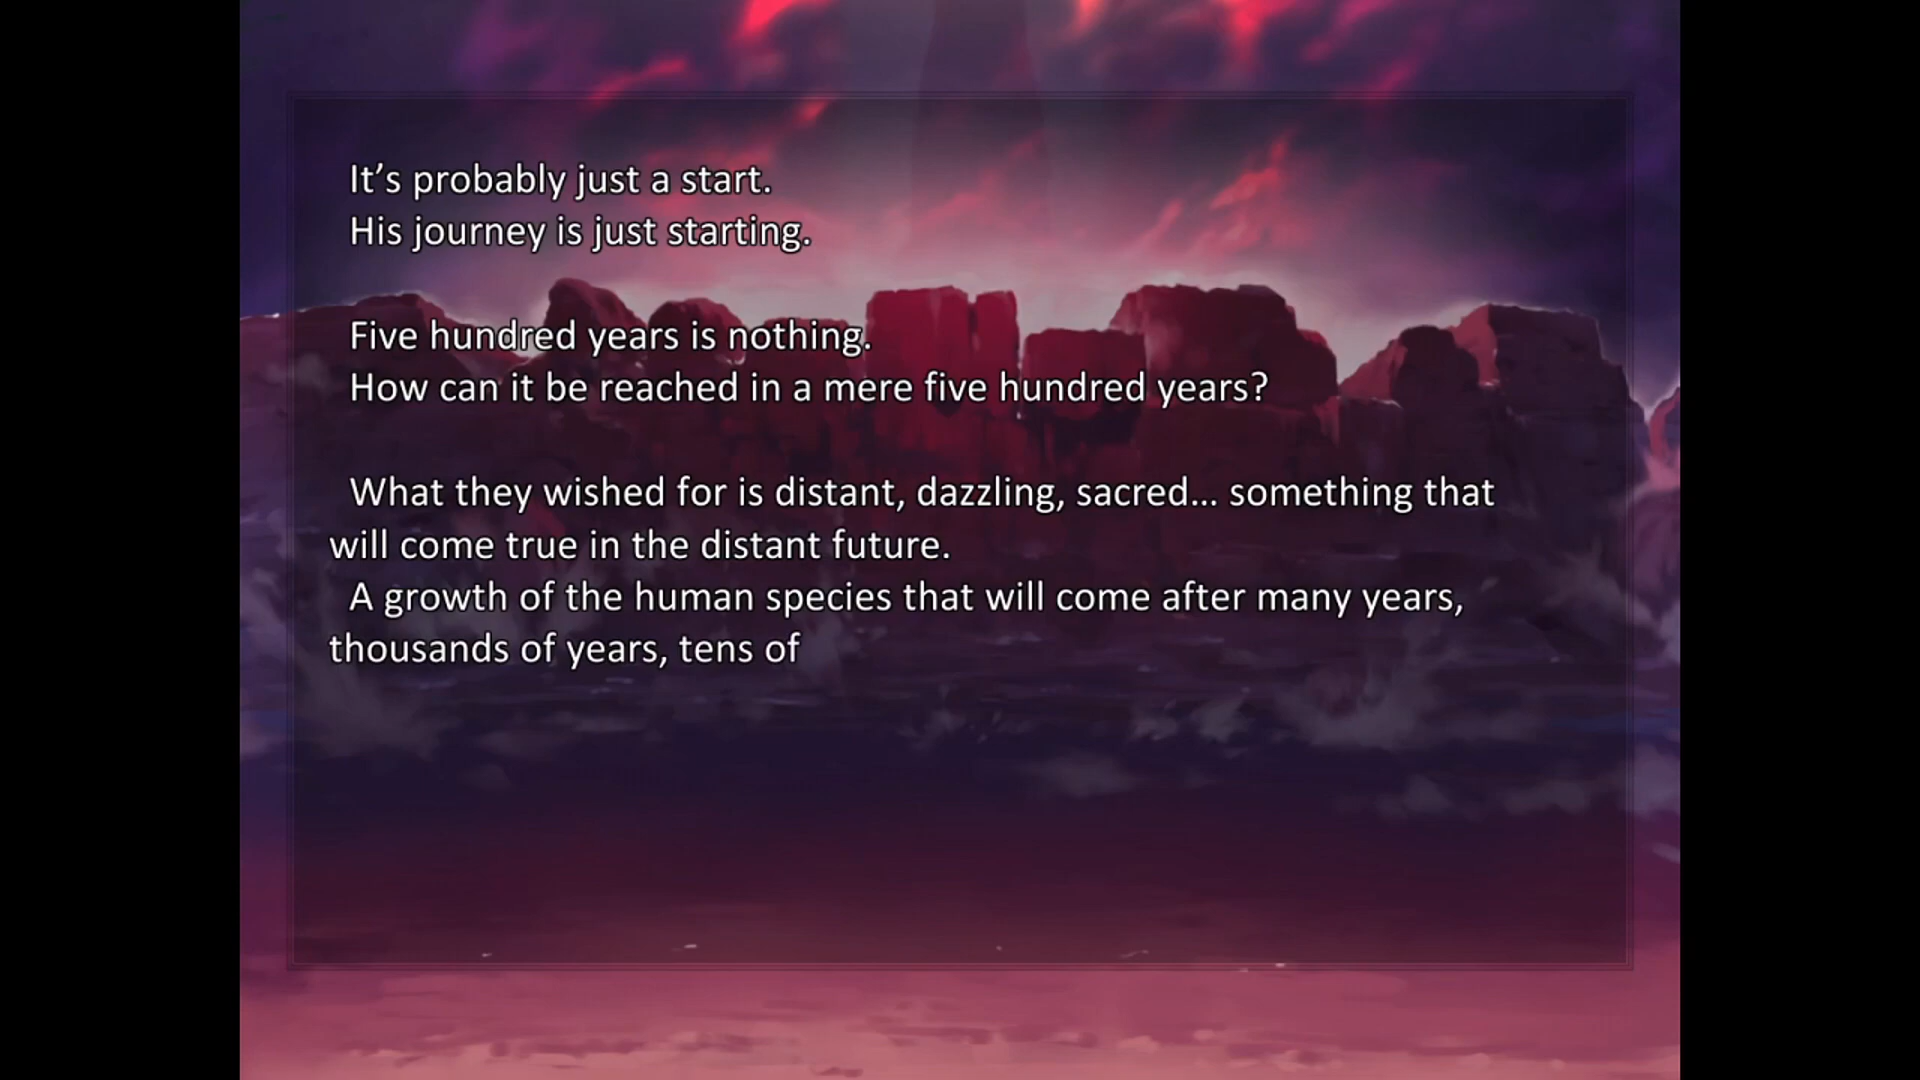 It’s probably just a start.
His journey is just starting.
Five hundred years is nothing.
How can it be reached in a mere five hundred years?
What they wished for is distant, dazzling, sacred... something that
will come true in the distant future.
A growth of the human species that will come after many years,
thousands of years, tens of